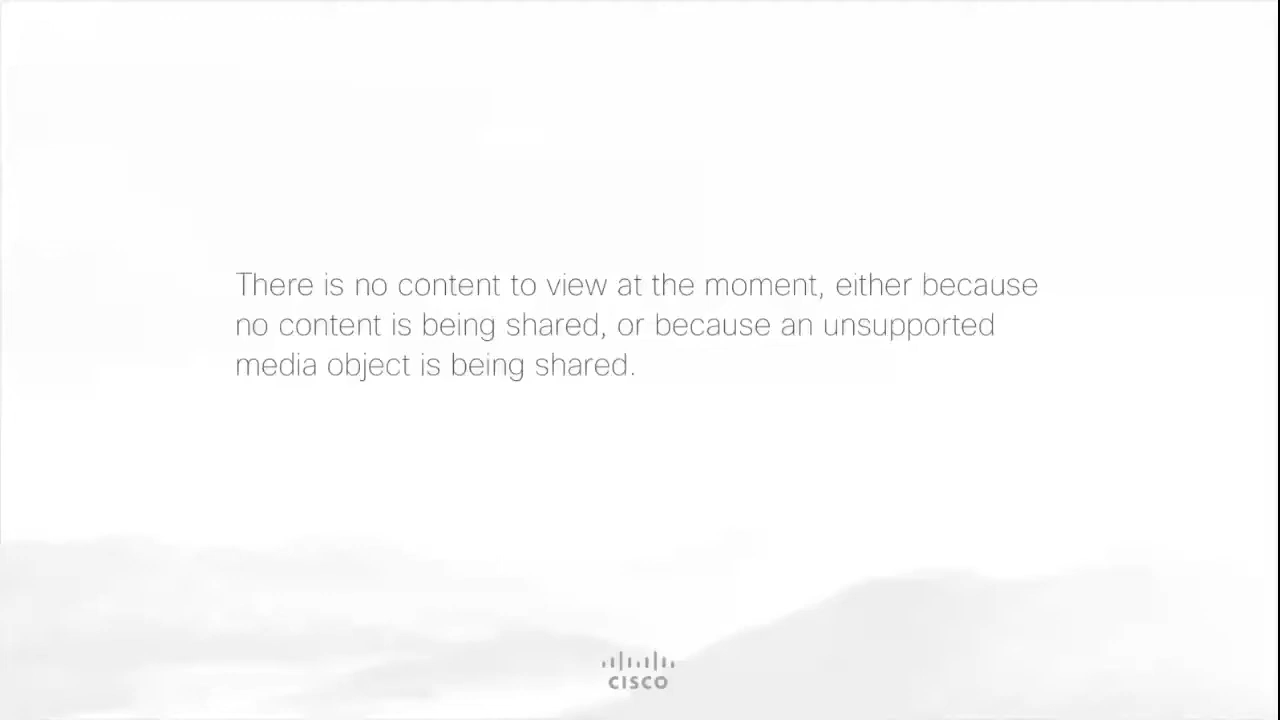 There is no content to view at the moment, either because
no content is being shared, or because an unsupported
media object is being shared.
CISCO